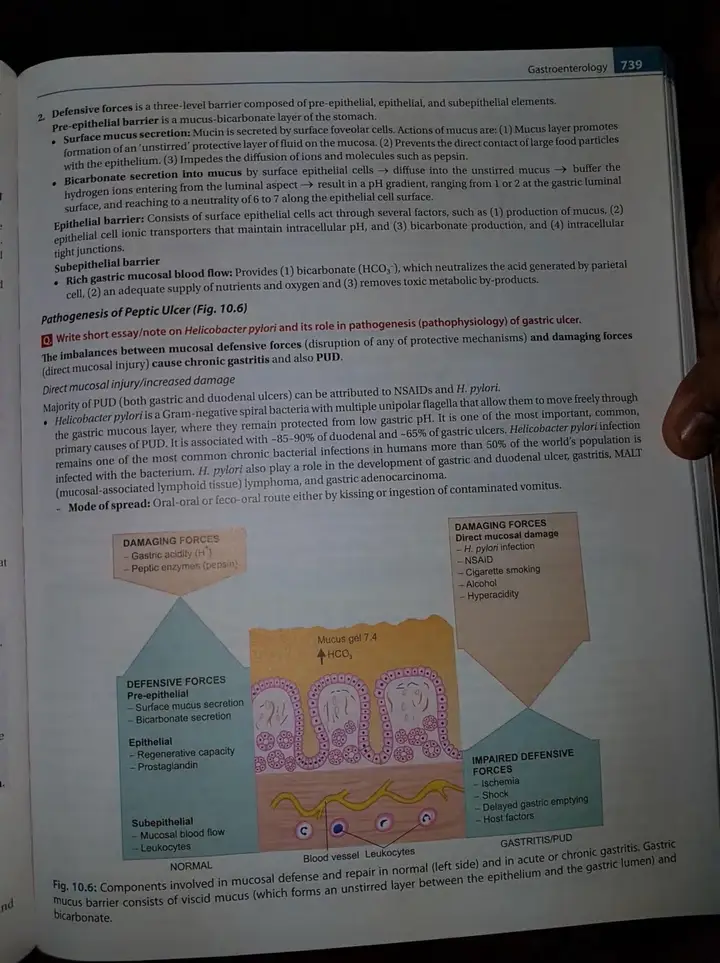 Gastroenterology 739
2. Defensive forces is a three-level barrier composed of pre-epithelial, epithelial, and subepithelial elements.
Pre-epithelial barrier is a mucus-bicarbonate layer of the stomach.
• Surface mucus secretion: Mucin is secreted by surface foveolar cells. Actions of mucus are: (1) Mucus layer promotes
formation of an 'unstirred' protective layer of fluid on the mucosa. (2) Prevents the direct contact of large food particles
with the epithelium. (3) Impedes the diffusion of ions and molecules such as pepsin.
• Bicarbonate secretion into mucus by surface epithelial cells → diffuse into the unstirred mucus → buffer the
hydrogen ions entering from the luminal aspect → result in a pH gradient, ranging from 1 or 2 at the gastric luminal
surface, and reaching to a neutrality of 6 to 7 along the epithelial cell surface.
Epithelial barrier: Consists of surface epithelial cells act through several factors, such as (1) production of mucus, (2)
epithelial cell ionic transporters that maintain intracellular pH, and (3) bicarbonate production, and (4) intracellular
tight junctions.
Subepithelial barrier
• Rich gastric mucosal blood flow: Provides (1) bicarbonate (HCO₃⁻), which neutralizes the acid generated by parietal
cell, (2) an adequate supply of nutrients and oxygen and (3) removes toxic metabolic by-products.
Pathogenesis of Peptic Ulcer (Fig. 10.6)
Q. Write short essay/note on Helicobacter pylori and its role in pathogenesis (pathophysiology) of gastric ulcer.
The imbalances between mucosal defensive forces (disruption of any of protective mechanisms) and damaging forces
(direct mucosal injury) cause chronic gastritis and also PUD.
Direct mucosal injury/increased damage
Majority of PUD (both gastric and duodenal ulcers) can be attributed to NSAIDs and H. pylori.
• Helicobacter pylori is a Gram-negative spiral bacteria with multiple unipolar flagella that allow them to move freely through
the gastric mucous layer, where they remain protected from low gastric pH. It is one of the most important, common,
primary causes of PUD. It is associated with ~85–90% of duodenal and ~65% of gastric ulcers. Helicobacter pylori infection
remains one of the most common chronic bacterial infections in humans more than 50% of the world's population is
infected with the bacterium. H. pylori also play a role in the development of gastric and duodenal ulcer, gastritis, MALT
(mucosal-associated lymphoid tissue) lymphoma, and gastric adenocarcinoma.
– Mode of spread: Oral-oral or feco-oral route either by kissing or ingestion of contaminated vomitus.
DAMAGING FORCES
– Gastric acidity (H⁺)
– Peptic enzymes (pepsin)
DEFENSIVE FORCES
Pre-epithelial
– Surface mucus secretion
– Bicarbonate secretion
Epithelial
– Regenerative capacity
– Prostaglandin
Subepithelial
– Mucosal blood flow
– Leukocytes
NORMAL
Mucus gel 7.4
↑HCO₃
Blood vessel Leukocytes
DAMAGING FORCES
Direct mucosal damage
– H. pylori infection
– NSAID
– Cigarette smoking
– Alcohol
– Hyperacidity
IMPAIRED DEFENSIVE
FORCES
– Ischemia
– Shock
– Delayed gastric emptying
– Host factors
GASTRITIS/PUD
Fig. 10.6: Components involved in mucosal defense and repair in normal (left side) and in acute or chronic gastritis. Gastric
mucus barrier consists of viscid mucus (which forms an unstirred layer between the epithelium and the gastric lumen) and
bicarbonate.